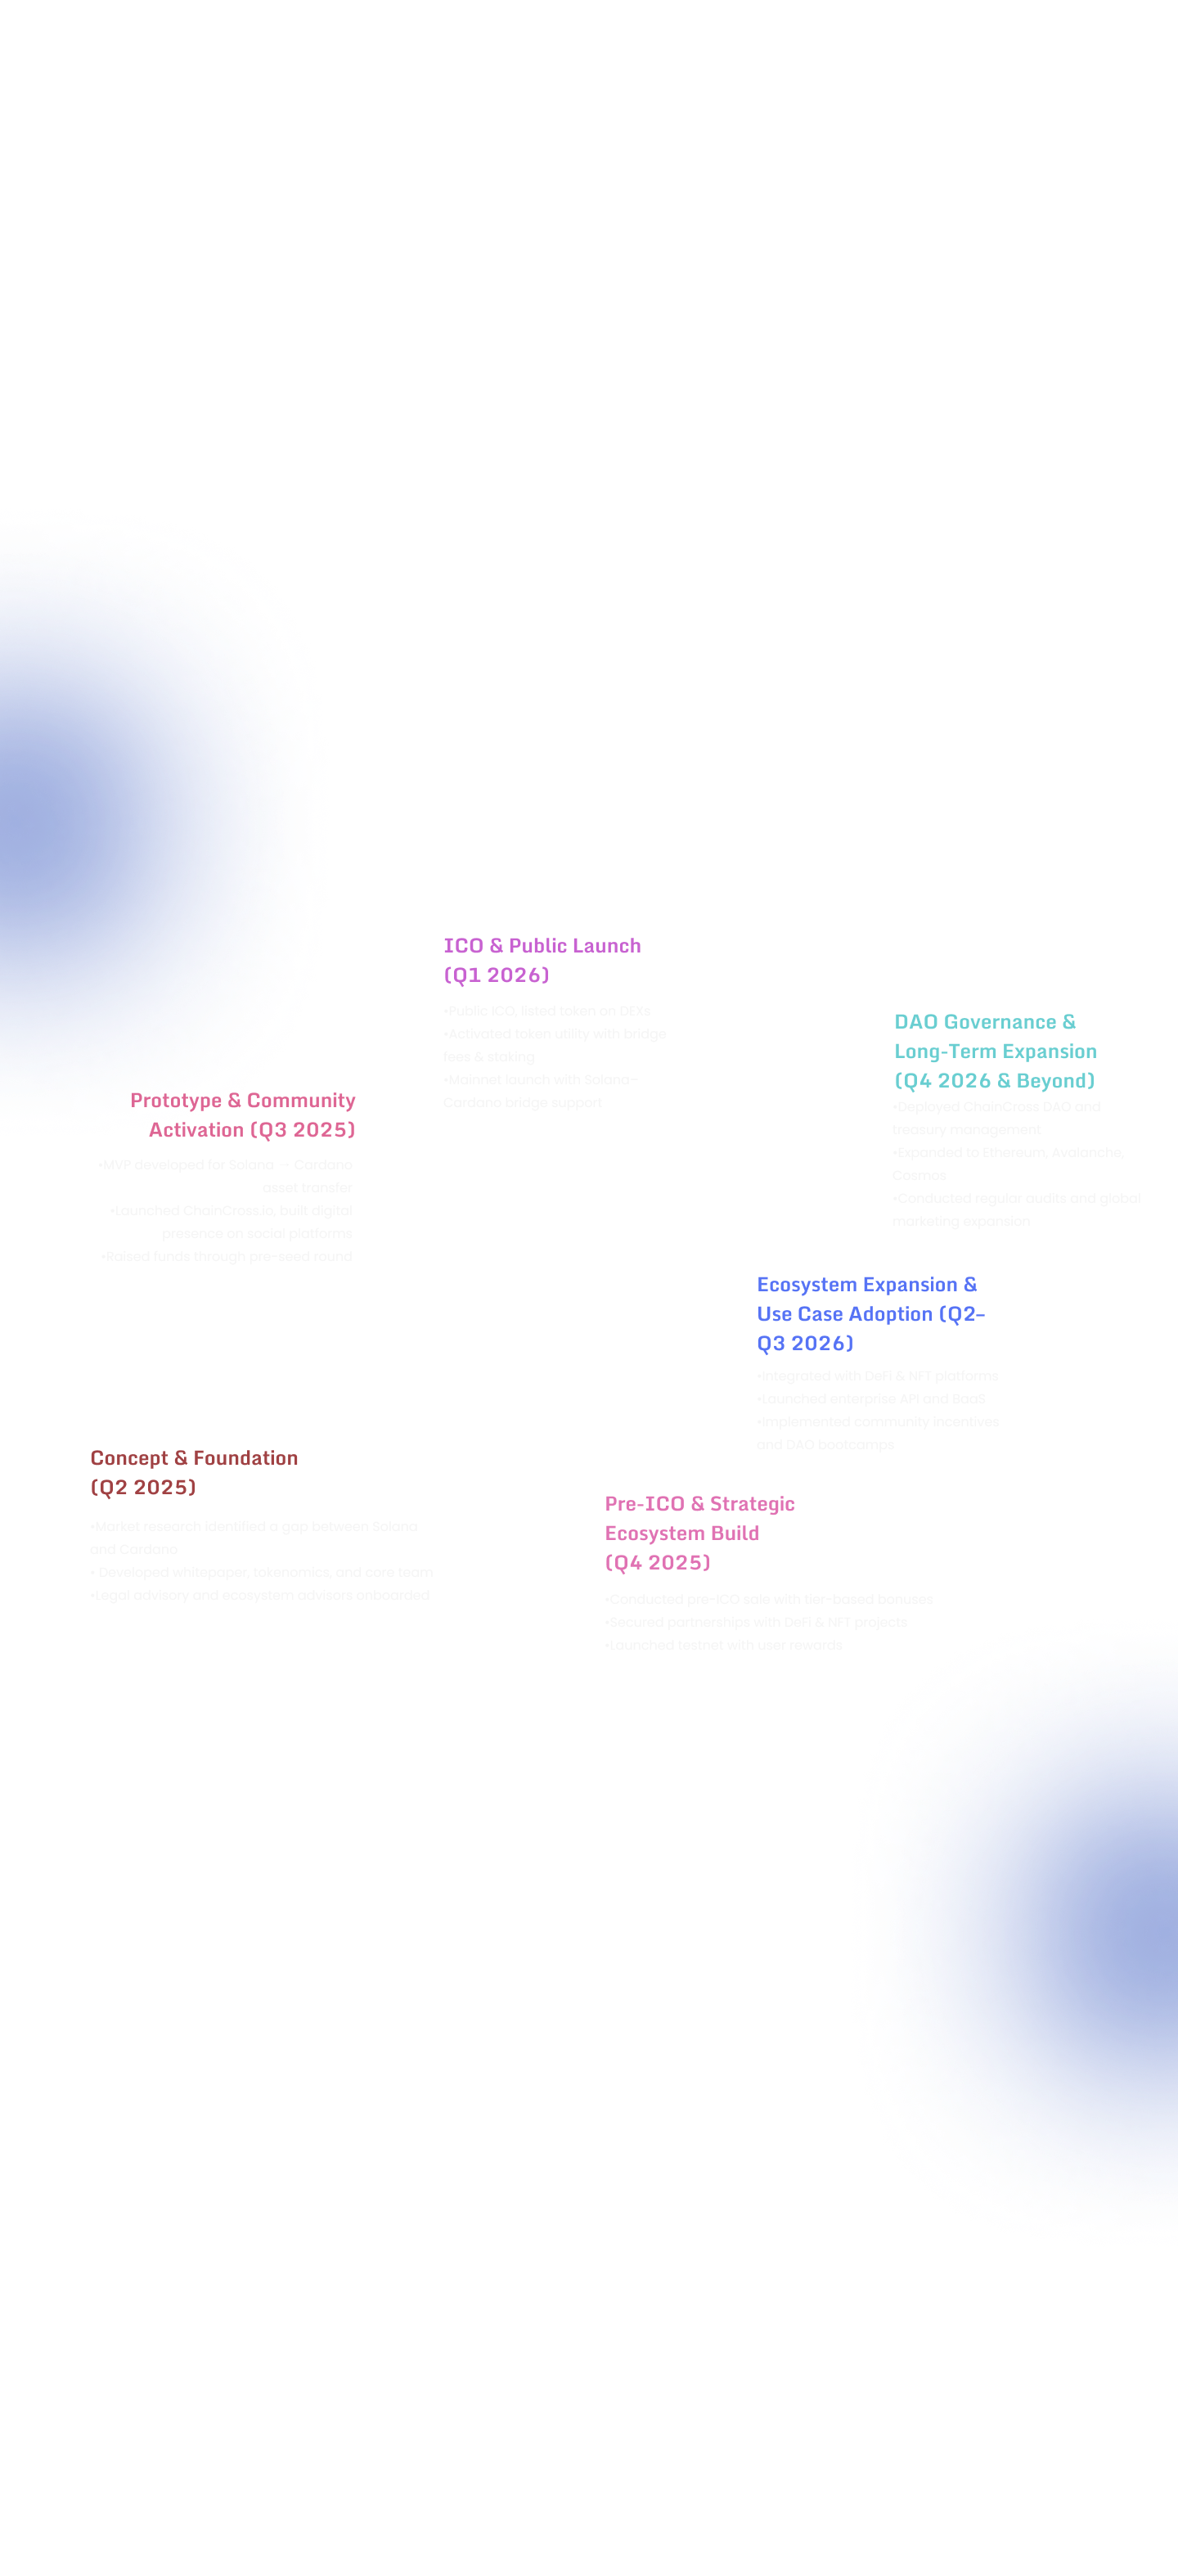 ICO & Public Launch
(Q1 2026)
•Public ICO, listed token on DEXs
•Activated token utility with bridge
fees & staking
•Mainnet launch with Solana-
Cardano bridge support
DAO Governance &
Long-Term Expansion
(Q4 2026 & Beyond)
•Deployed ChainCross DAO and
treasury management
•Expanded to Ethereum, Avalanche,
Cosmos
•Conducted regular audits and global
marketing expansion
Prototype & Community
Activation (Q3 2025)
•MVP developed for Solana → Cardano
asset transfer
•Launched ChainCross.io, built digital
presence on social platforms
•Raised funds through pre-seed round
Ecosystem Expansion &
Use Case Adoption (Q2–
Q3 2026)
•Integrated with DeFi & NFT platforms
•Launched enterprise API and BaaS
•Implemented community incentives
and DAO bootcamps
Concept & Foundation
(Q2 2025)
•Market research identified a gap between Solana
and Cardano
• Developed whitepaper, tokenomics, and core team
•Legal advisory and ecosystem advisors onboarded
Pre-ICO & Strategic
Ecosystem Build
(Q4 2025)
•Conducted pre-ICO sale with tier-based bonuses
•Secured partnerships with DeFi & NFT projects
•Launched testnet with user rewards